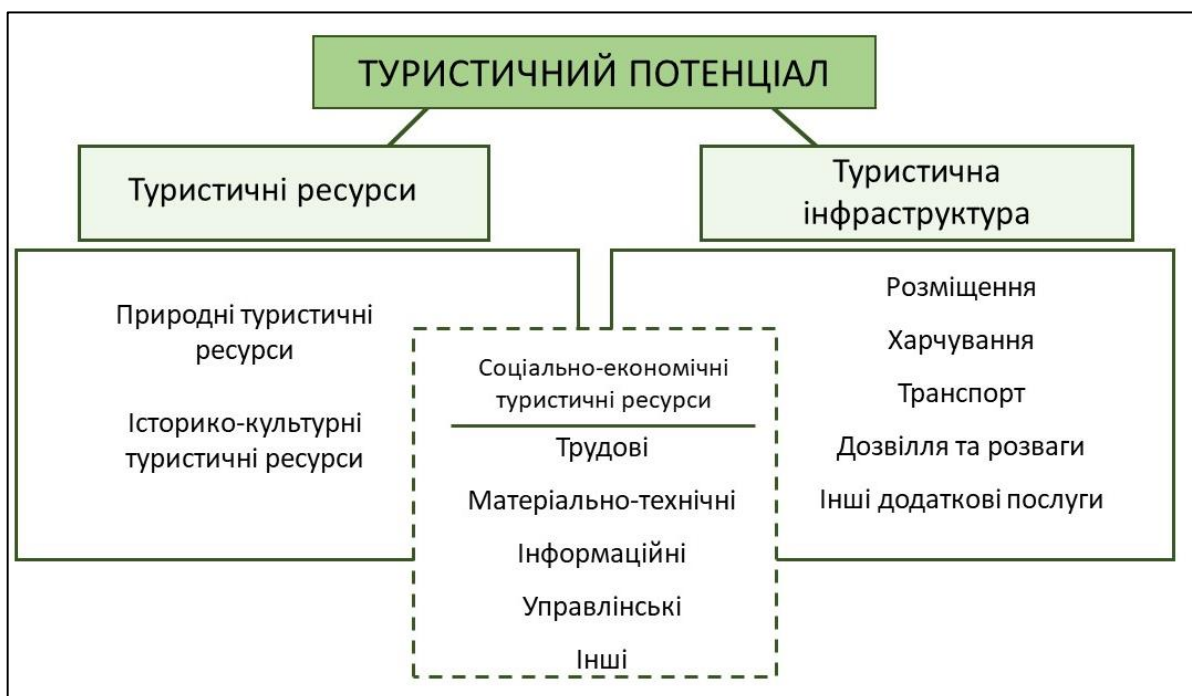 ТУРИСТИЧНИЙ ПОТЕНЦІАЛ
Туристичні ресурси
Природні туристичні
ресурси
Історико-культурні
туристичні ресурси
Соціально-економічні
туристичні ресурси
Трудові
Матеріально-технічні
Інформаційні
Управлінські
Інші
Туристична
інфраструктура
Розміщення
Харчування
Транспорт
Дозвілля та розваги
Інші додаткові послуги